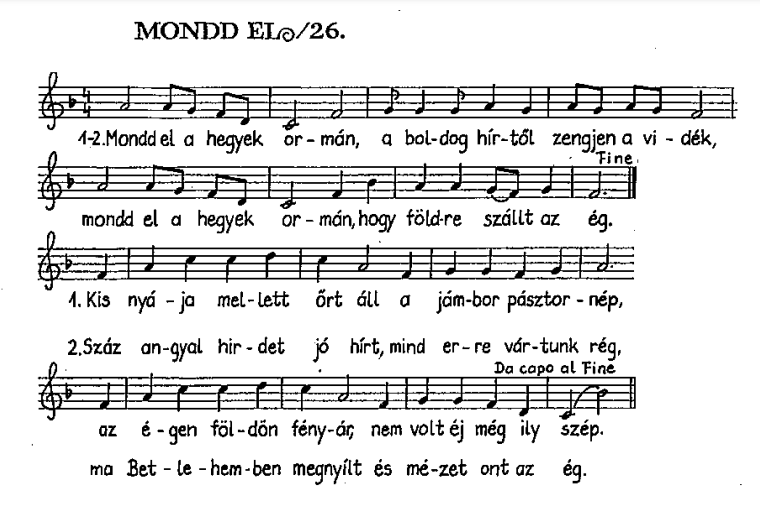 MONDD EL/26.
1-2. Mondd el a hegyek or-mán, a bol-dog hír-től zengjen a vi-dék,
Fine
mondd el a hegyek or-mán, hogy föld-re szállt az ég.
1. Kis nyá-ja mel-lett őrt áll a jám-bor pásztor-nép,
2. Száz an-gyal hir-det jó hírt, mind er-re vár-tunk rég,
Da capo al Fine
az é-gen föl-dön fény-ár, nem volt éj még ily szép.
ma Bet-le-hem-ben megnyílt és mé-zet ont az ég.